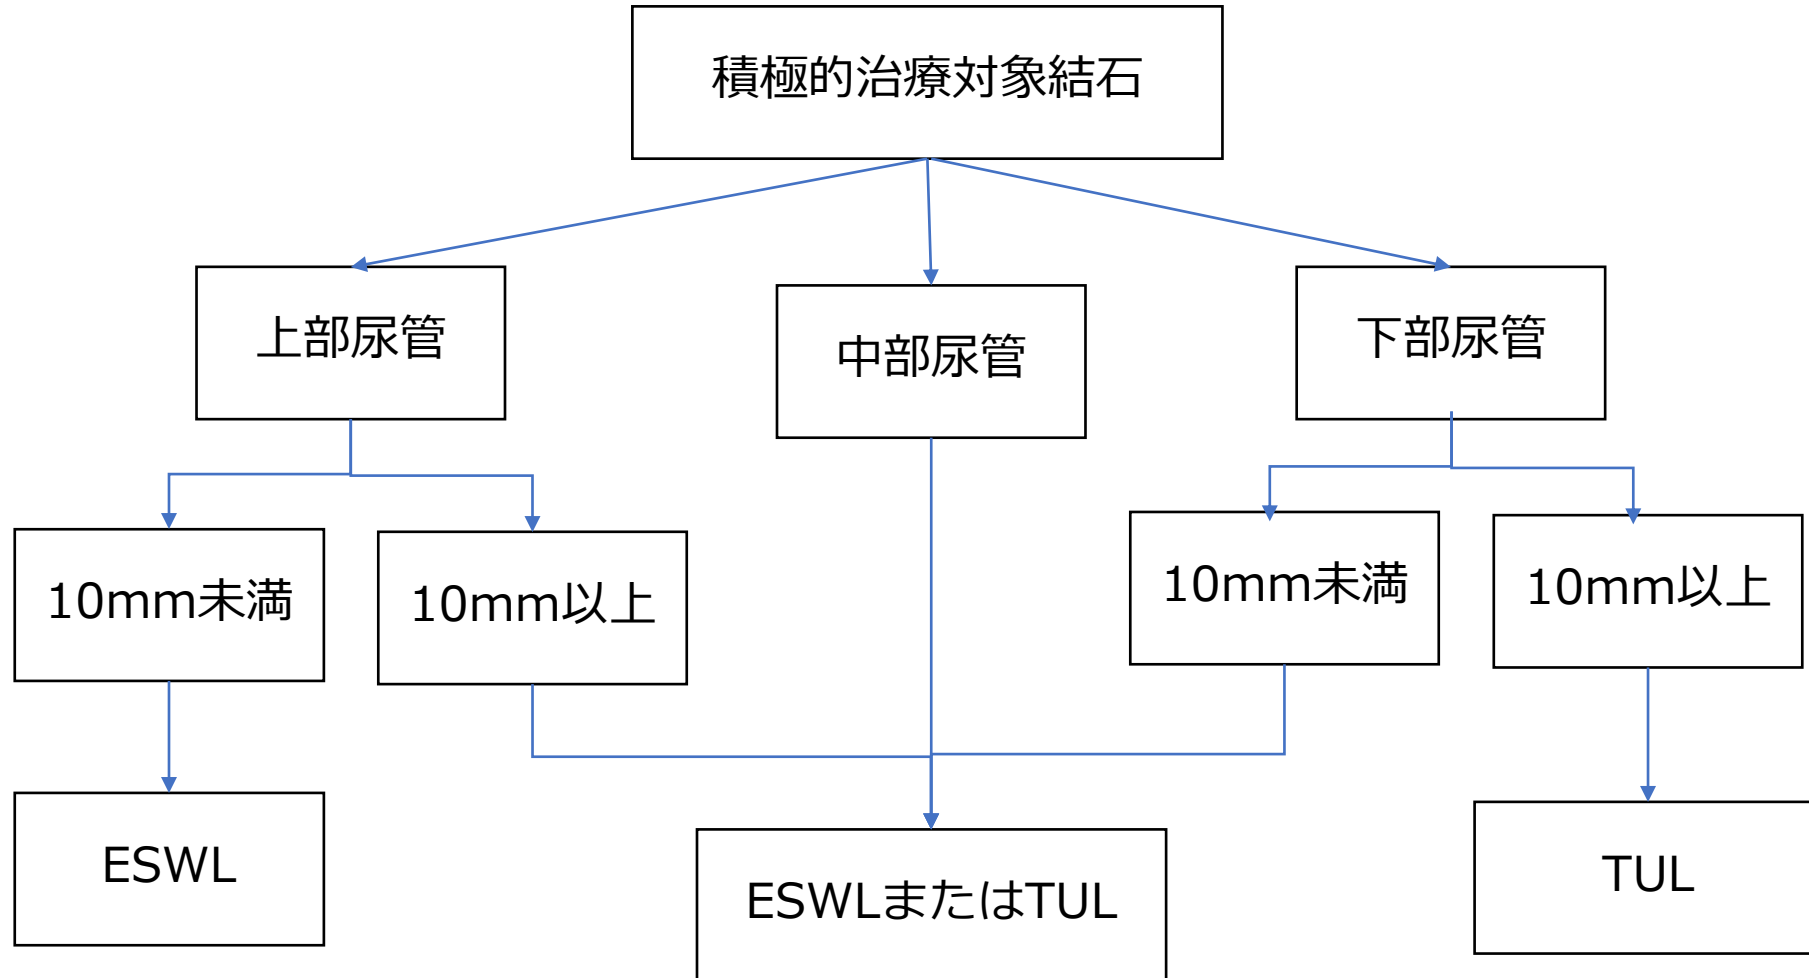 積極的治療対象結石
上部尿管
中部尿管
下部尿管
10mm未満
10mm以上
10mm未満
10mm以上
ESWL
ESWLまたはTUL
TUL